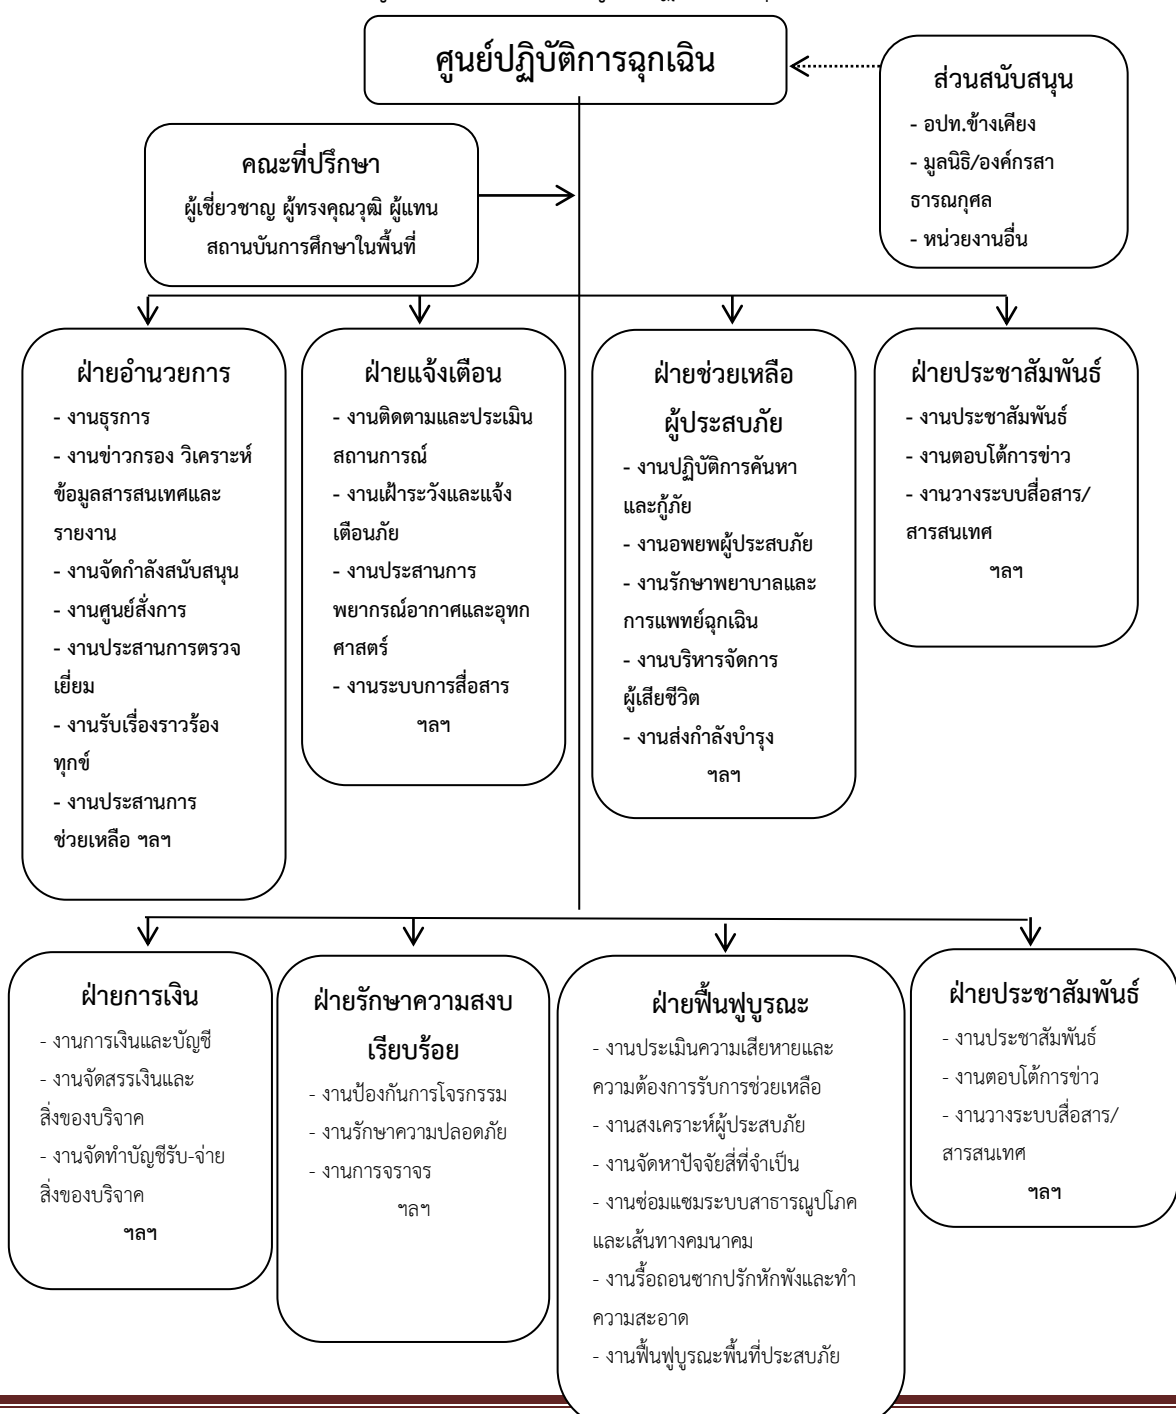 ศูนย์ปฏิบัติการฉุกเฉิน
ส่วนสนับสนุน
- อปท.ข้างเคียง
- มูลนิธิ/องค์กรสา
ธารณกุศล
- หน่วยงานอื่น
คณะที่ปรึกษา
ผู้เชี่ยวชาญ ผู้ทรงคุณวุฒิ ผู้แทน
สถาบันการศึกษาในพื้นที่
ฝ่ายอำนวยการ
- งานธุรการ
- งานข่าวกรอง วิเคราะห์
ข้อมูลสารสนเทศและ
รายงาน
- งานจัดกำลังสนับสนุน
- งานศูนย์สั่งการ
- งานประสานการตรวจ
เยี่ยม
- งานรับเรื่องราวร้อง
ทุกข์
- งานประสานการ
ช่วยเหลือ ฯลฯ
ฝ่ายแจ้งเตือน
- งานติดตามและประเมิน
สถานการณ์
- งานเฝ้าระวังและแจ้ง
เตือนภัย
- งานประสานการ
พยากรณ์อากาศและอุทก
ศาสตร์
- งานระบบการสื่อสาร
ฯลฯ
ฝ่ายช่วยเหลือ
ผู้ประสบภัย
- งานปฏิบัติการค้นหา
และกู้ภัย
- งานอพยพผู้ประสบภัย
- งานรักษาพยาบาลและ
การแพทย์ฉุกเฉิน
- งานบริหารจัดการ
ผู้เสียชีวิต
- งานส่งกำลังบำรุง
ฯลฯ
ฝ่ายประชาสัมพันธ์
- งานประชาสัมพันธ์
- งานตอบโต้การข่าว
- งานวางระบบสื่อสาร/
สารสนเทศ
ฯลฯ
ฝ่ายการเงิน
- งานการเงินและบัญชี
- งานจัดสรรเงินและ
สิ่งของบริจาค
- งานจัดทำบัญชีรับ-จ่าย
สิ่งของบริจาค
ฯลฯ
ฝ่ายรักษาความสงบ
เรียบร้อย
- งานป้องกันการโจรกรรม
- งานรักษาความปลอดภัย
- งานการจราจร
ฯลฯ
ฝ่ายฟื้นฟูบูรณะ
- งานประเมินความเสียหายและ
ความต้องการรับการช่วยเหลือ
- งานสงเคราะห์ผู้ประสบภัย
- งานจัดหาปัจจัยสี่ที่จำเป็น
- งานซ่อมแซมระบบสาธารณูปโภค
และเส้นทางคมนาคม
- งานรื้อถอนซากปรักหักพังและทำ
ความสะอาด
- งานฟื้นฟูบูรณะพื้นที่ประสบภัย
ฝ่ายประชาสัมพันธ์
- งานประชาสัมพันธ์
- งานตอบโต้การข่าว
- งานวางระบบสื่อสาร/
สารสนเทศ
ฯลฯ